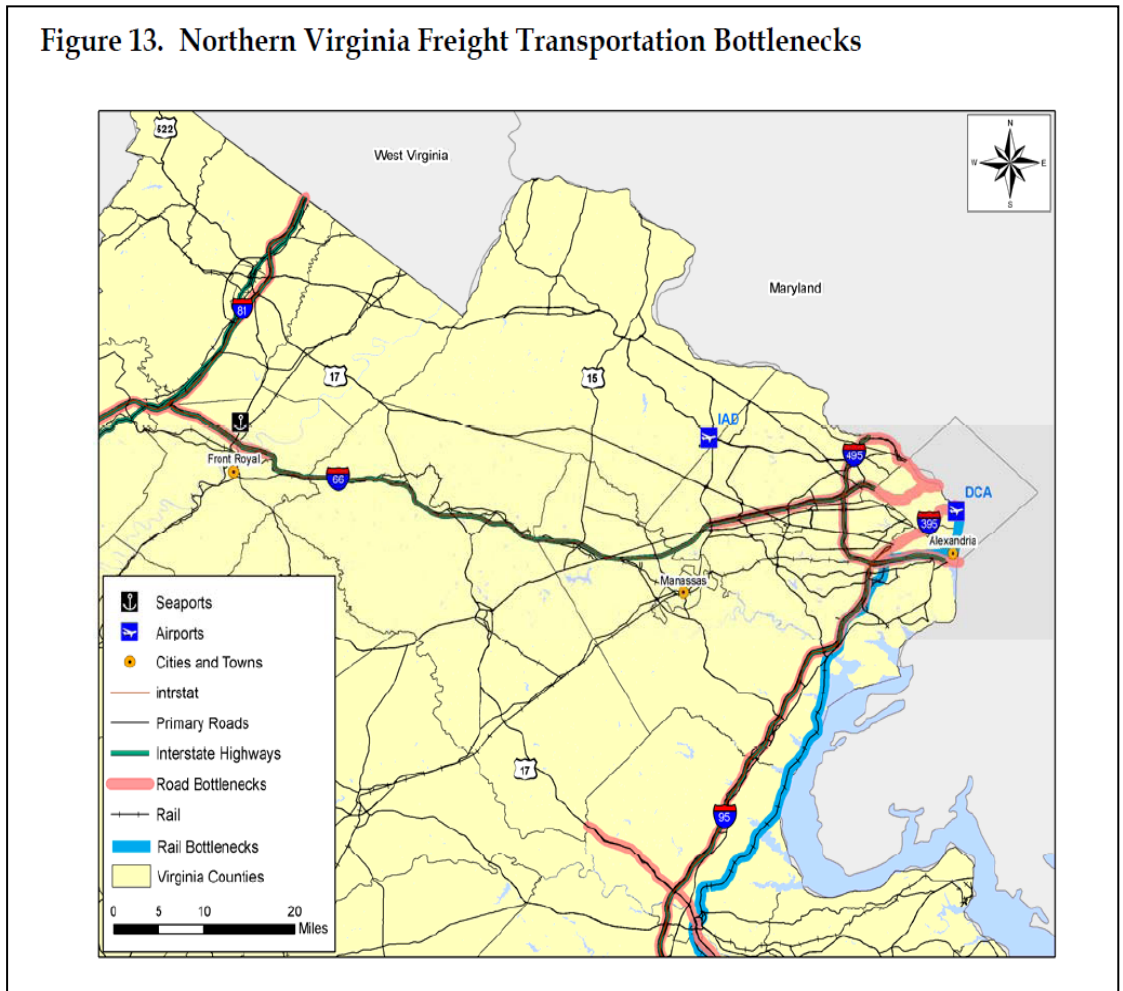 Figure 13. Northern Virginia Freight Transportation Bottlenecks
N
W E
S
522
West Virginia
Maryland
81
17
15
IAD
495
Front Royal
66
DCA
395
Alexandria
Manassas
17
95
Seaports
Airports
Cities and Towns
intrstat
Primary Roads
Interstate Highways
Road Bottlenecks
Rail
Rail Bottlenecks
Virginia Counties
0 5 10 20
Miles